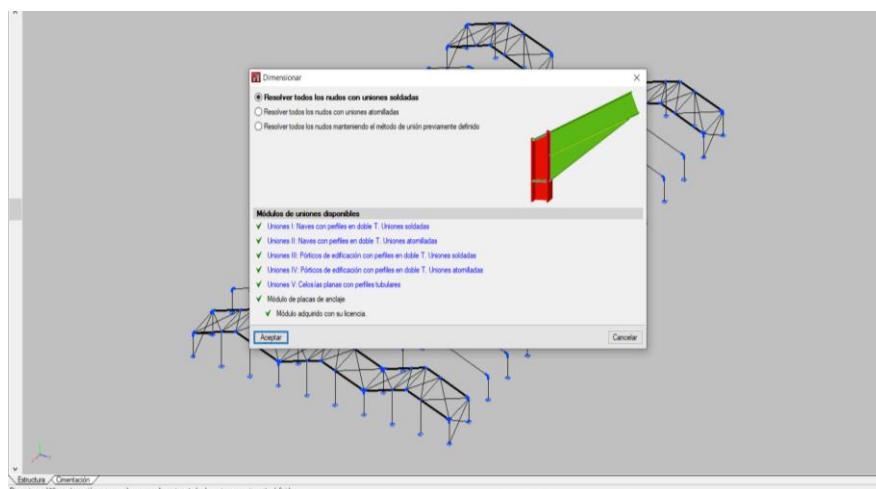 Dimensionar
Resolver todos los nudos con uniones soldadas
Resolver todos los nudos con uniones atornilladas
Resolver todos los nudos manteniendo el método de unión previamente definido
Módulos de uniones disponibles
Uniones I: Naves con perfiles en doble T. Uniones soldadas
Uniones II: Naves con perfiles en doble T. Uniones atornilladas
Uniones III: Pórticos de edificación con perfiles en doble T. Uniones soldadas
Uniones IV: Pórticos de edificación con perfiles en doble T. Uniones atornilladas
Uniones V: Celosías planas con perfiles tubulares
Módulo de placas de anclaje
Módulo adquirido con su licencia.
Aceptar
Cancelar
Estructura
Cimentación